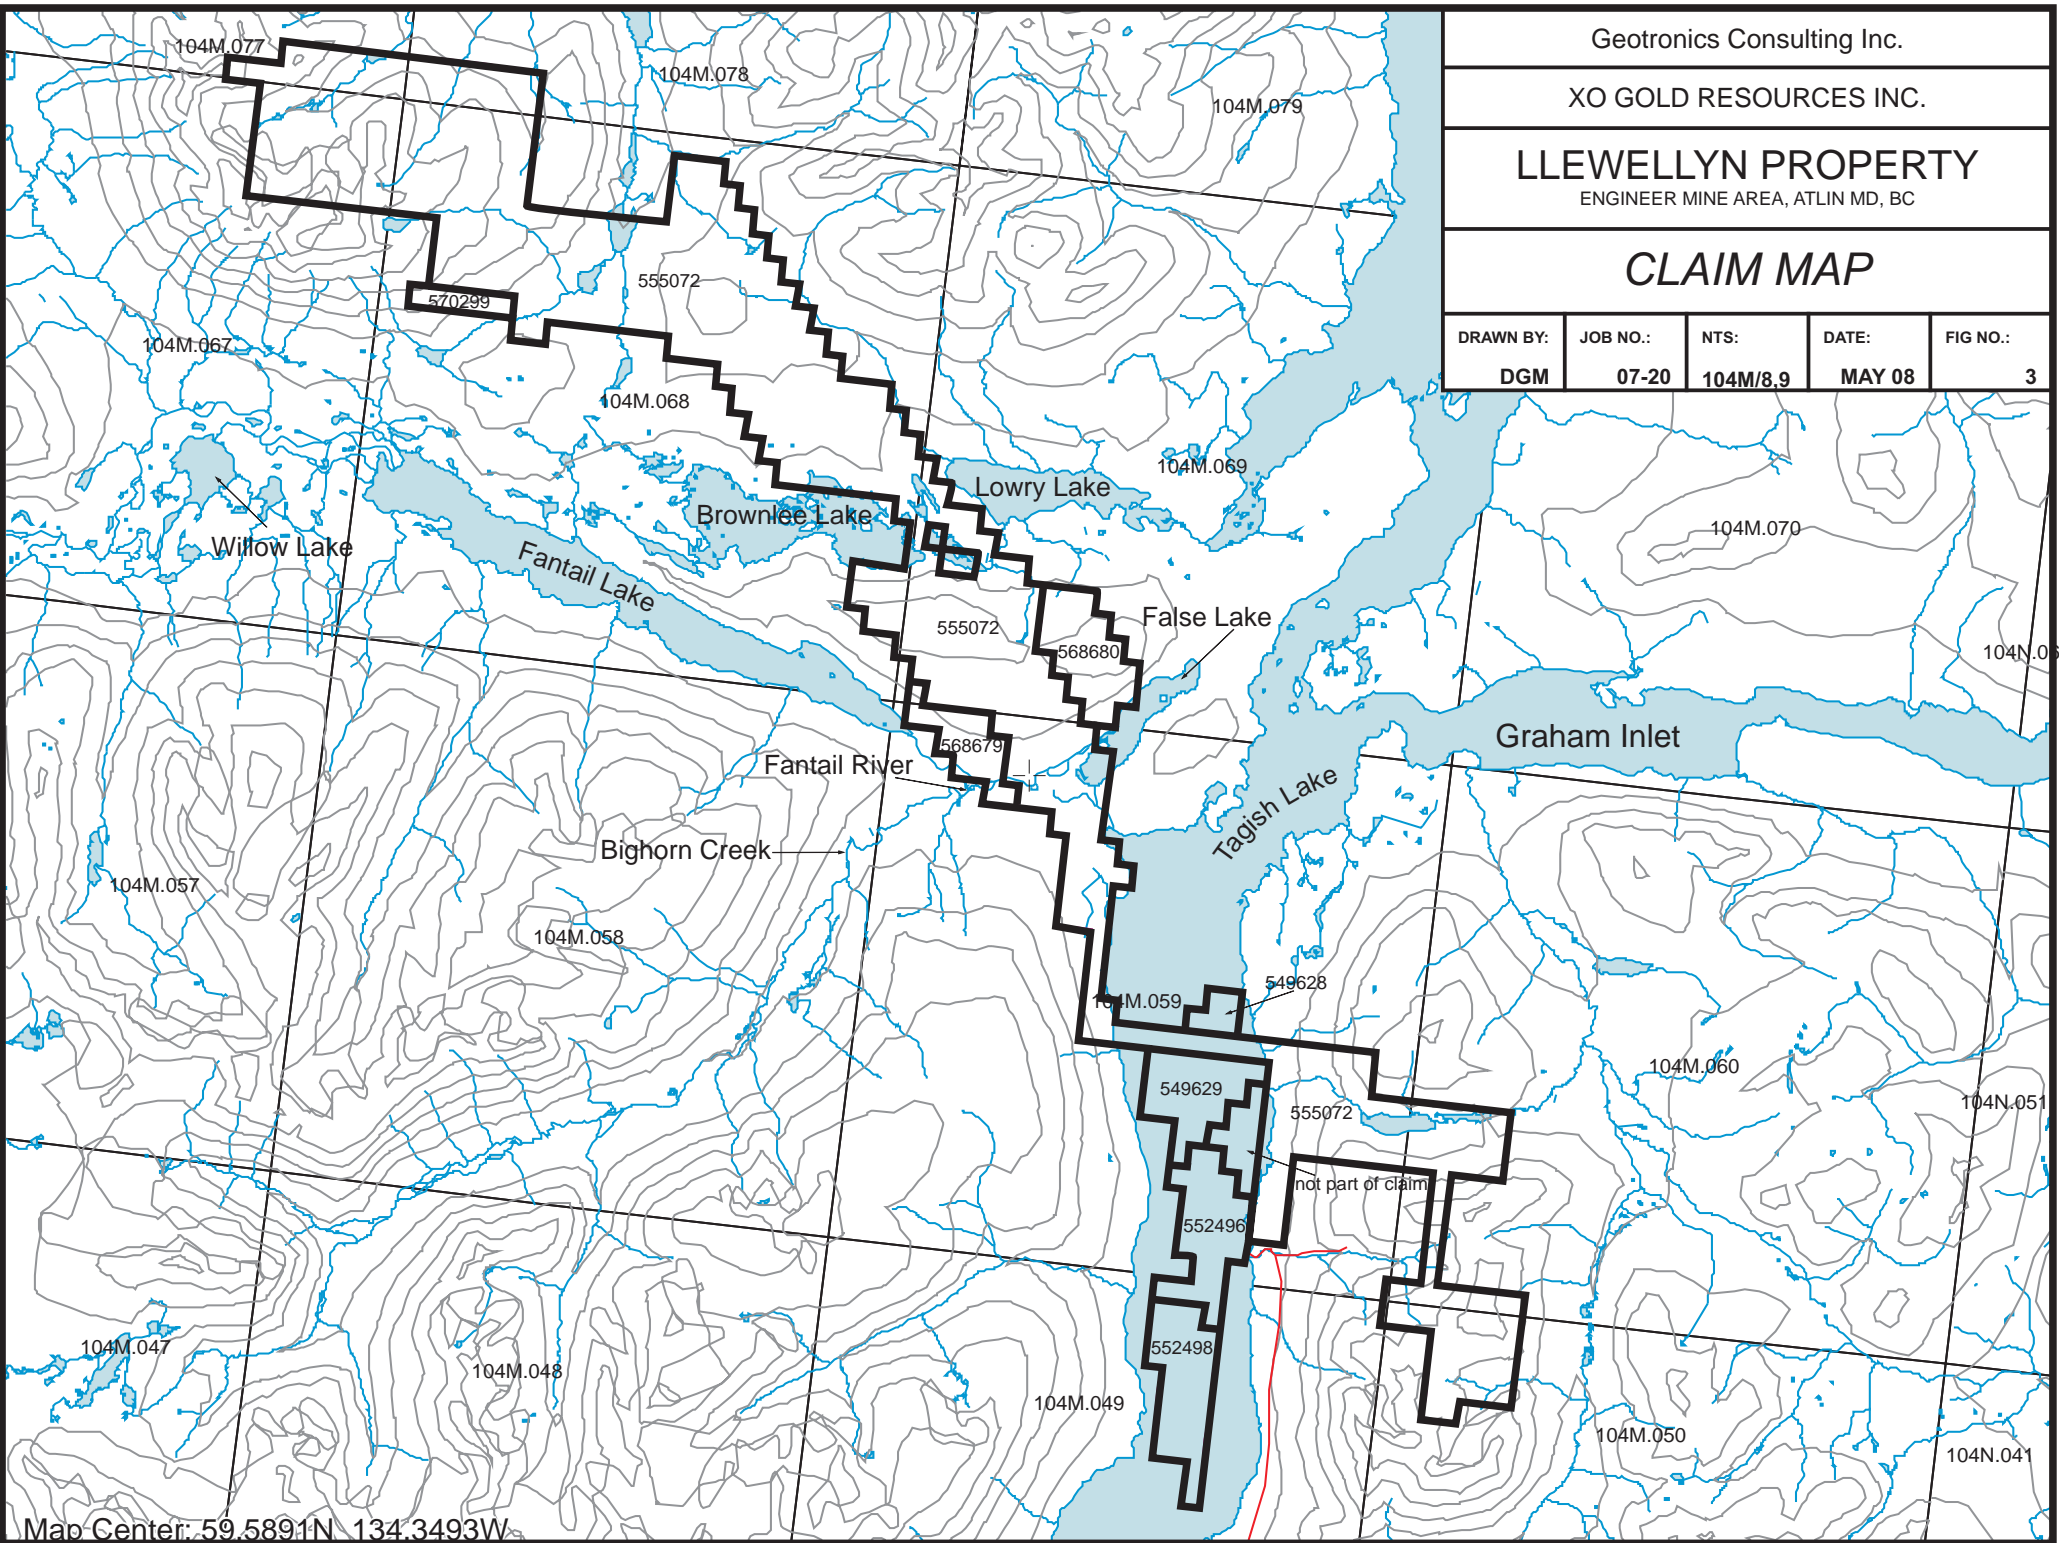 Geotronics Consulting Inc.
XO GOLD RESOURCES INC.
LLEWELLYN PROPERTY
ENGINEER MINE AREA, ATLIN MD, BC
CLAIM MAP
DRAWN BY: JOB NO.: NTS: DATE: FIG NO.:
DGM 07-20 104M/8,9 MAY 08 3
104M.077
104M.078
104M.079
555072
570299
104M.067
104M.068
104M.069
Lowry Lake
Brownlee Lake
104M.070
Willow Lake
Fantail Lake
False Lake
555072
568680
104N.06
Graham Inlet
568679
Fantail River
Tagish Lake
Bighorn Creek
104M.057
104M.058
549628
104M.059
104M.060
549629
555072
104N.051
not part of claim
552496
104M.047
552498
104M.048
104M.049
104M.050
104N.041
Map Center: 59.5891N 134.3493W